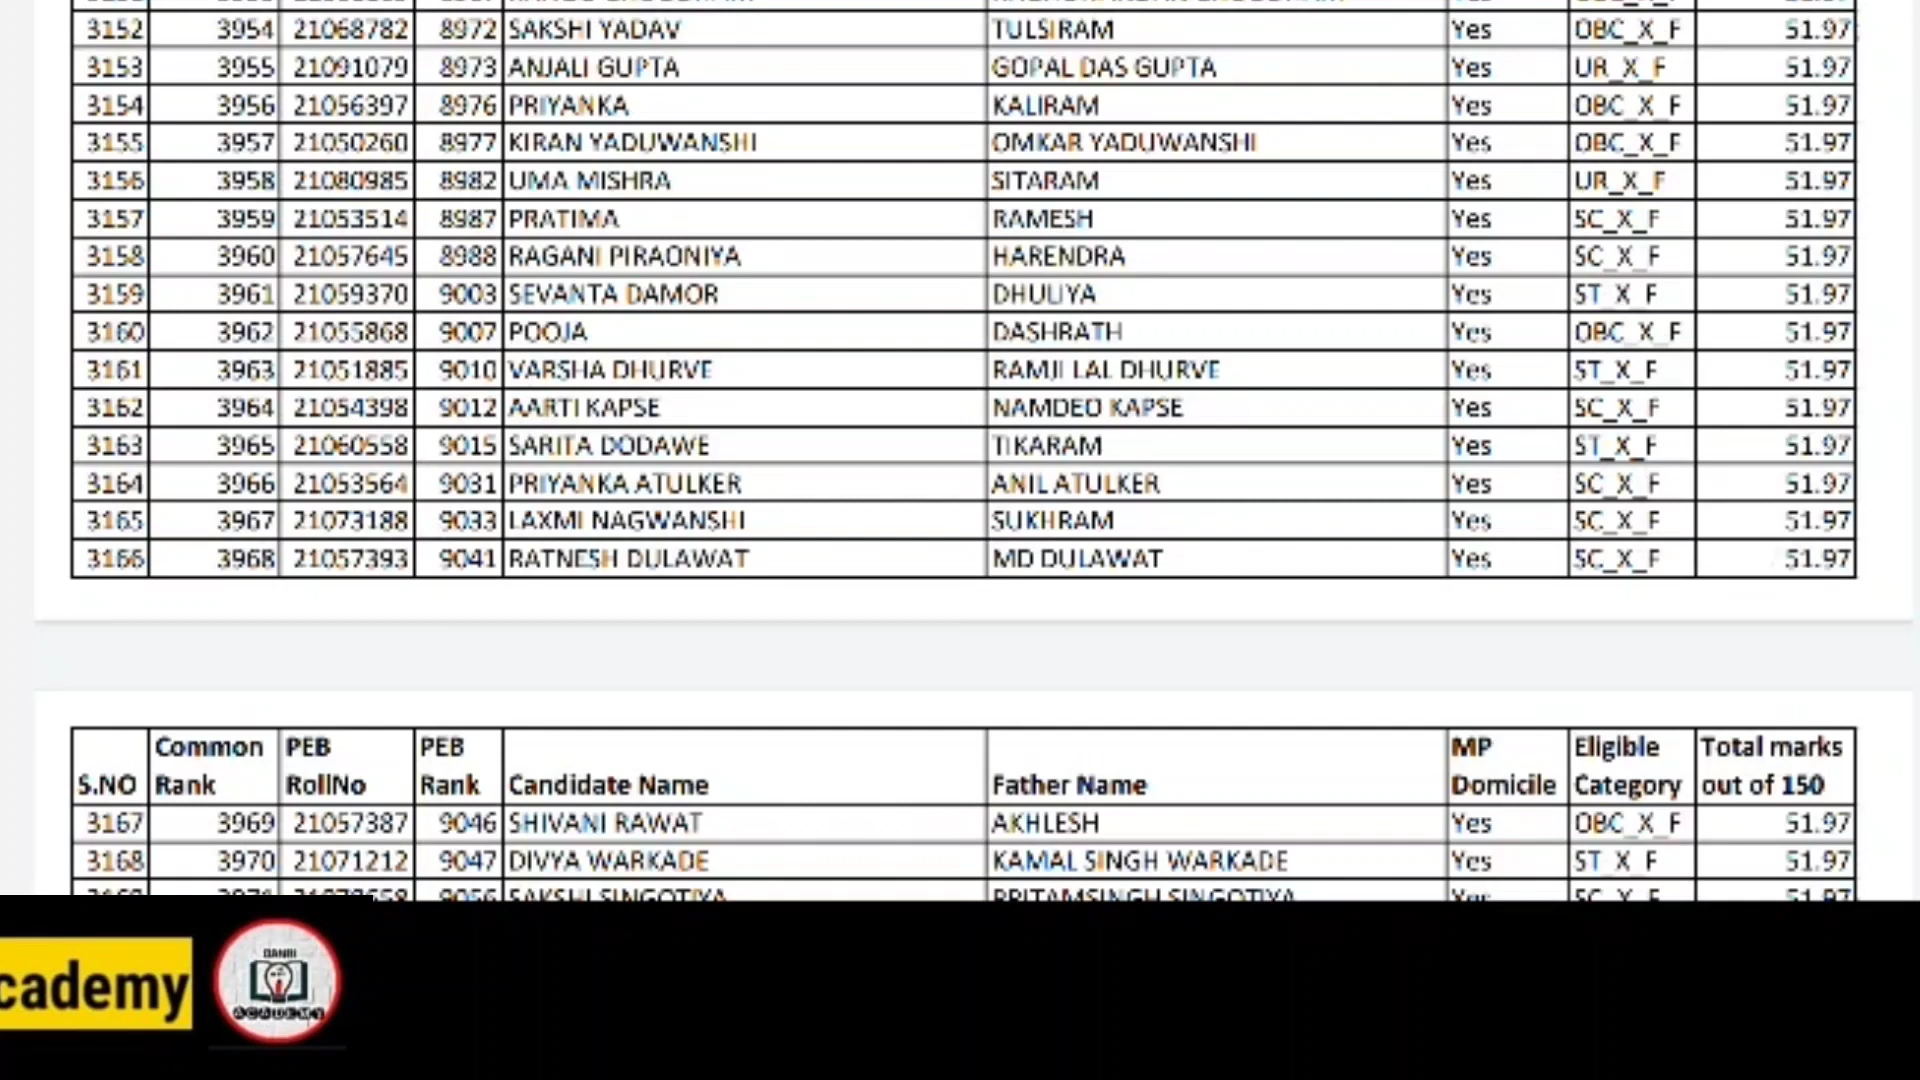 3152 3954 21068782 8972 SAKSHI YADAV TULSIRAM Yes OBC_X_F 51.97
3153 3955 21091079 8973 ANJALI GUPTA GOPAL DAS GUPTA Yes UR_X_F 51.97
3154 3956 21056397 8976 PRIYANKA KALIRAM Yes OBC_X_F 51.97
3155 3957 21050260 8977 KIRAN YADUWANSHI OMKAR YADUWANSHI Yes OBC_X_F 51.97
3156 3958 21080985 8982 UMA MISHRA SITARAM Yes UR_X_F 51.97
3157 3959 21053514 8987 PRATIMA RAMESH Yes SC_X_F 51.97
3158 3960 21057645 8988 RAGANI PIRAONIYA HARENDRA Yes SC_X_F 51.97
3159 3961 21059370 9003 SEVANTA DAMOR DHULIYA Yes ST_X_F 51.97
3160 3962 21055868 9007 POOJA DASHRATH Yes OBC_X_F 51.97
3161 3963 21051885 9010 VARSHA DHURVE RAMJI LAL DHURVE Yes ST_X_F 51.97
3162 3964 21054398 9012 AARTI KAPSE NAMDEO KAPSE Yes SC_X_F 51.97
3163 3965 21060558 9015 SARITA DODAWE TIKARAM Yes ST_X_F 51.97
3164 3966 21053564 9031 PRIYANKA ATULKER ANIL ATULKER Yes SC_X_F 51.97
3165 3967 21073188 9033 LAXMI NAGWANSHI SUKHRAM Yes SC_X_F 51.97
3166 3968 21057393 9041 RATNESH DULAWAT MD DULAWAT Yes SC_X_F 51.97
Common PEB PEB MP Eligible Total marks
S.NO Rank RollNo Rank Candidate Name Father Name Domicile Category out of 150
3167 3969 21057387 9046 SHIVANI RAWAT AKHLESH Yes OBC_X_F 51.97
3168 3970 21071212 9047 DIVYA WARKADE KAMAL SINGH WARKADE Yes ST_X_F 51.97
9056 SAKSHI SINGOTIYA PRITAMSINGH SINGOTIYA Yes SC_X_F 51.97
cademy
ACADEMY